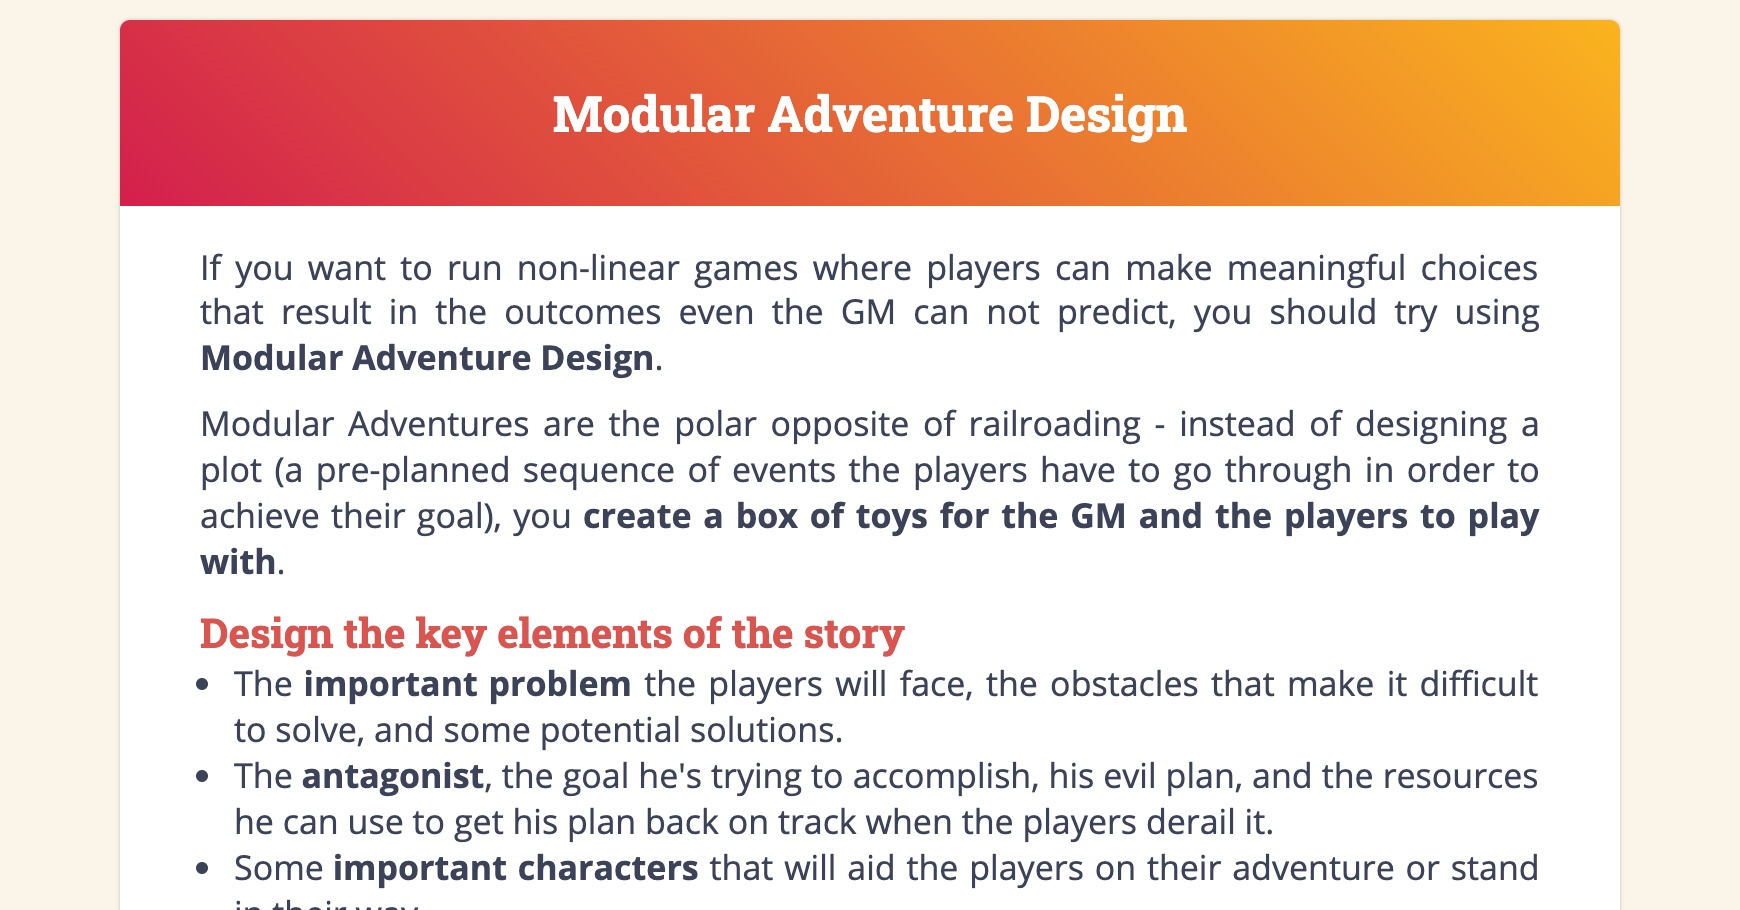 Modular Adventure Design
If you want to run non-linear games where players can make meaningful choices
that result in the outcomes even the GM can not predict, you should try using
Modular Adventure Design.
Modular Adventures are the polar opposite of railroading - instead of designing a
plot (a pre-planned sequence of events the players have to go through in order to
achieve their goal), you create a box of toys for the GM and the players to play
with.
Design the key elements of the story
• The important problem the players will face, the obstacles that make it difficult
to solve, and some potential solutions.
• The antagonist, the goal he's trying to accomplish, his evil plan, and the resources
he can use to get his plan back on track when the players derail it.
• Some important characters that will aid the players on their adventure or stand
in their way.